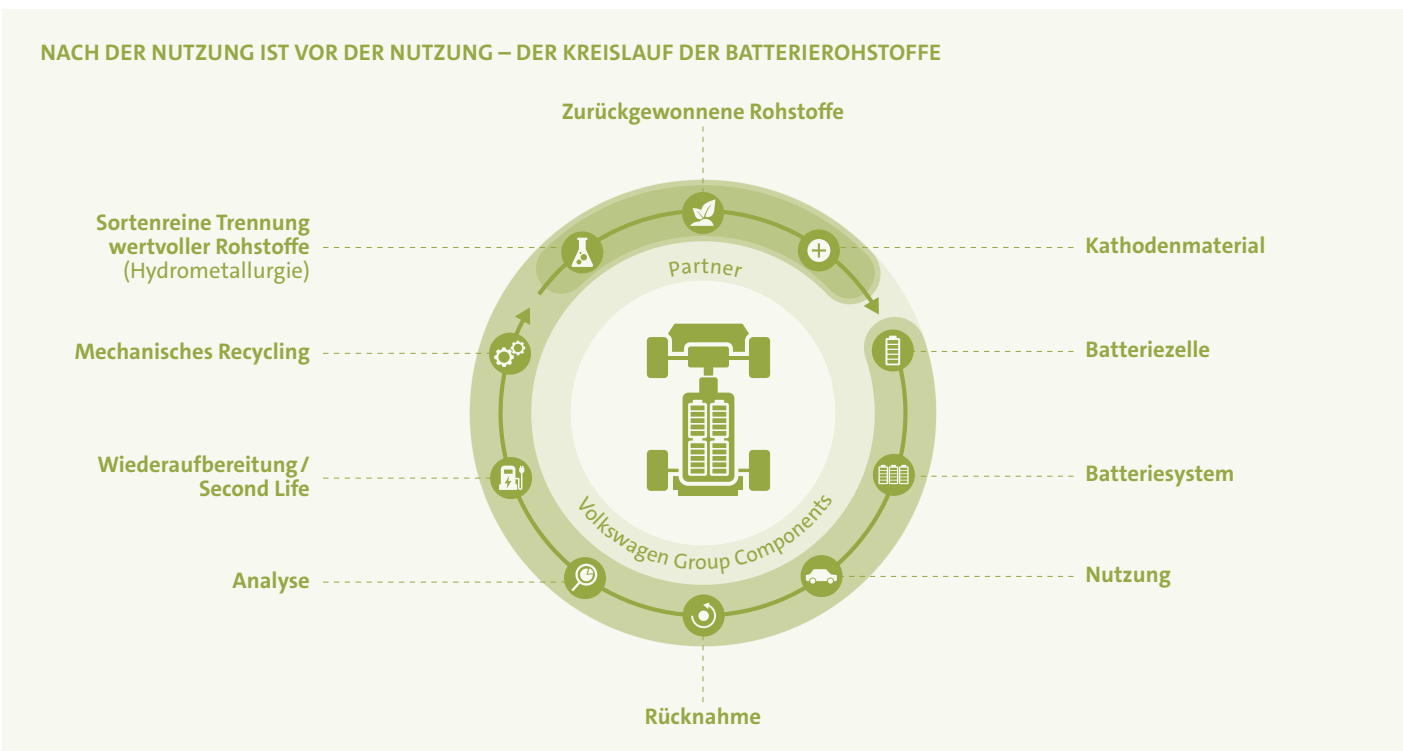 NACH DER NUTZUNG IST VOR DER NUTZUNG – DER KREISLAUF DER BATTERIEROHSTOFFE
Zurückgewonnene Rohstoffe
Sortenreine Trennung
wertvoller Rohstoffe
(Hydrometallurgie)
Kathodenmaterial
Partner
Mechanisches Recycling
Batteriezelle
Wiederaufbereitung /
Second Life
Batteriesystem
Volkswagen Group Components
Analyse
Nutzung
Rücknahme